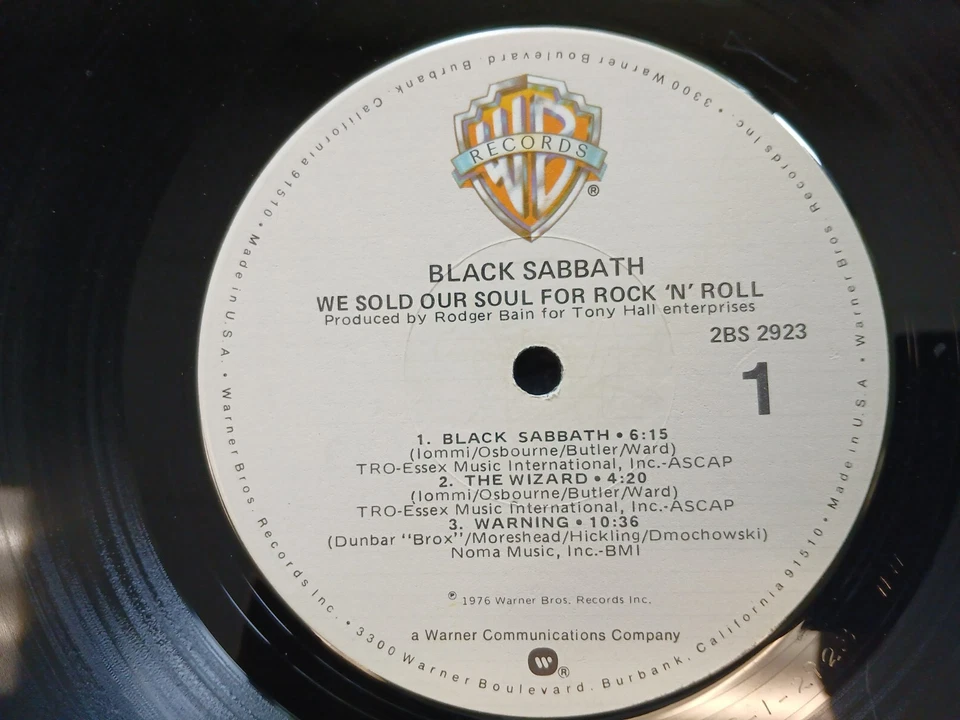 Warner Bros. Records Inc. • 3300 Warner Boulevard. Burbank. California 91510 • Made in U.S.A. • Warner Bros. Records Inc. • 3300 Warner Boulevard. Burbank. California 91510 • Made in U.S.A •
W B
RECORDS
®
BLACK SABBATH
WE SOLD OUR SOUL FOR ROCK 'N' ROLL
Produced by Rodger Bain for Tony Hall enterprises
2BS 2923
1
1. BLACK SABBATH • 6:15
(Iommi/Osbourne/Butler/Ward)
TRO-Essex Music International, Inc.-ASCAP
2. THE WIZARD • 4:20
(Iommi/Osbourne/Butler/Ward)
TRO-Essex Music International, Inc.-ASCAP
3. WARNING • 10:36
(Dunbar "Brox"/Moreshead/Hickling/Dmochowski)
Noma Music, Inc.-BMI
℗ 1976 Warner Bros. Records Inc.
a Warner Communications Company
W ®